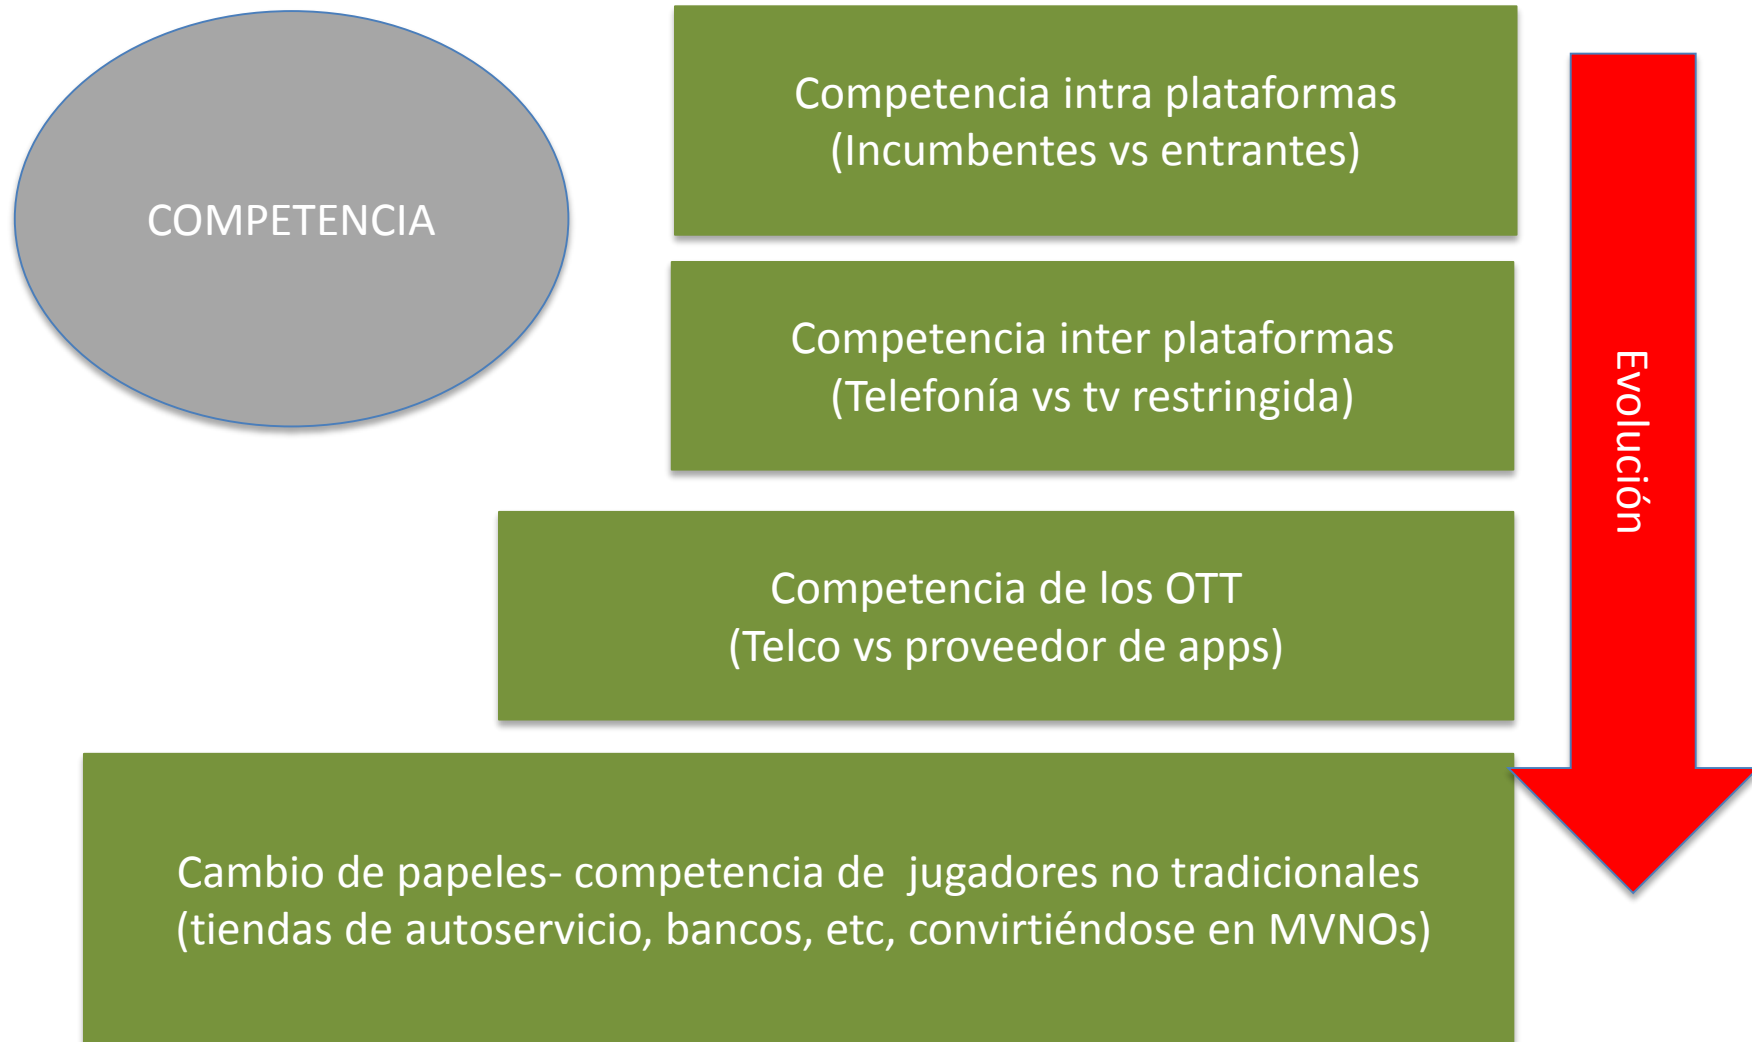 COMPETENCIA
Competencia intra plataformas
(Incumbentes vs entrantes)
Competencia inter plataformas
(Telefonía vs tv restringida)
Competencia de los OTT
(Telco vs proveedor de apps)
Cambio de papeles- competencia de  jugadores no tradicionales
(tiendas de autoservicio, bancos, etc, convirtiéndose en MVNOs)
Evolución